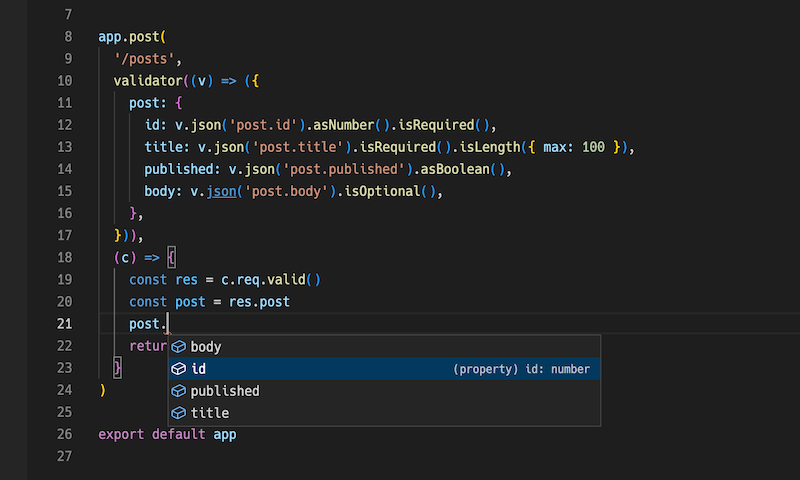 7
8 app.post(
9 '/posts',
10 validator((v) => ({
11 post: {
12 id: v.json('post.id').asNumber().isRequired(),
13 title: v.json('post.title').isRequired().isLength({ max: 100 }),
14 published: v.json('post.published').asBoolean(),
15 body: v.json('post.body').isOptional(),
16 },
17 })),
18 (c) => {
19 const res = c.req.valid()
20 const post = res.post
21 post.
22 retur body
23 } id (property) id: number
24 ) published
25 title
26 export default app
27